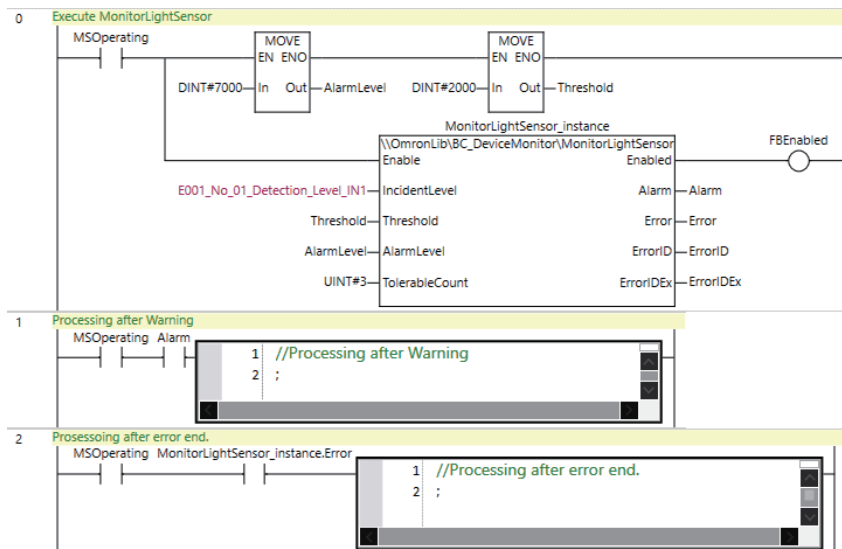 0 Execute MonitorLightSensor
MSOperating MOVE MOVE
EN ENO EN ENO
DINT#7000 In Out AlarmLevel DINT#2000 In Out Threshold
MonitorLightSensor_instance
\\OmronLib\BC_DeviceMonitor\MonitorLightSensor FBEnabled
Enable Enabled
E001_No_01_Detection_Level_IN1 IncidentLevel Alarm Alarm
Threshold Threshold Error Error
AlarmLevel AlarmLevel ErrorID ErrorID
UINT#3 TolerableCount ErrorIDEx ErrorIDEx
1 Processing after Warning
MSOperating Alarm
1 //Processing after Warning
2 ;
2 Prosessoing after error end.
MSOperating MonitorLightSensor_instance.Error
1 //Processing after error end.
2 ;